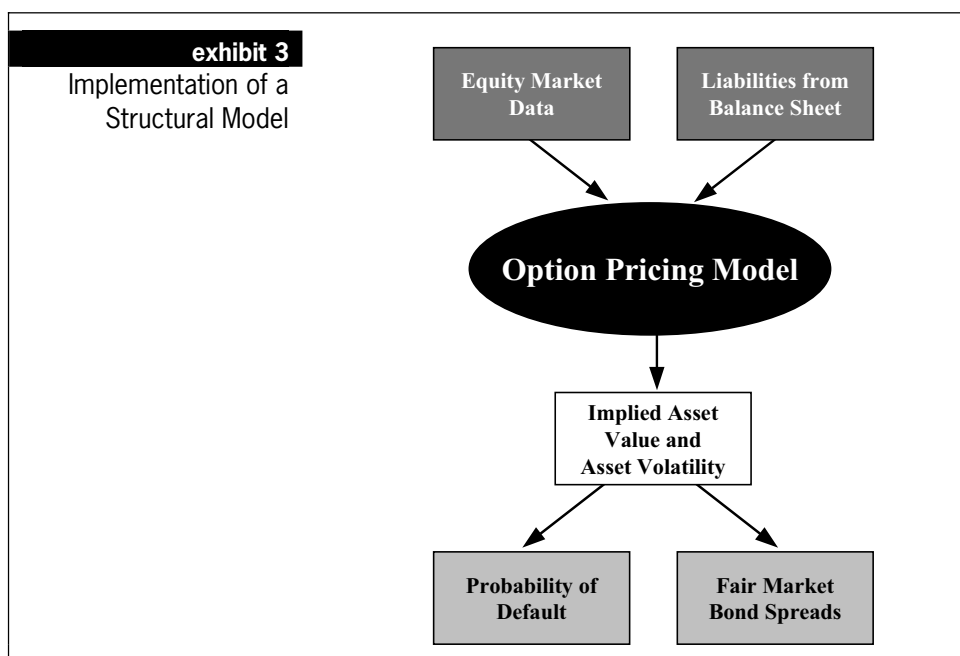 exhibit 3
Implementation of a
Structural Model
Equity Market
Data
Liabilities from
Balance Sheet
Option Pricing Model
Implied Asset
Value and
Asset Volatility
Probability of
Default
Fair Market
Bond Spreads